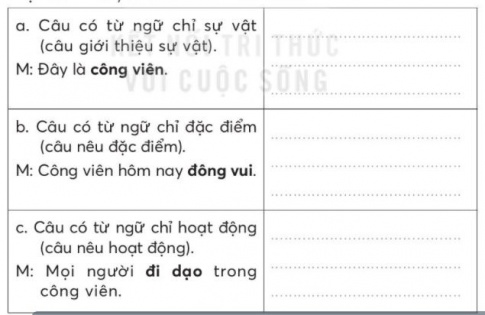 a. Câu có từ ngữ chỉ sự vật
(câu giới thiệu sự vật).
M: Đây là công viên.
KẾT NỐI TRI THỨC
VỚI CUỘC SỐNG
b. Câu có từ ngữ chỉ đặc điểm
(câu nêu đặc điểm).
M: Công viên hôm nay đông vui.
c. Câu có từ ngữ chỉ hoạt động
(câu nêu hoạt động).
M: Mọi người đi dạo trong
công viên.